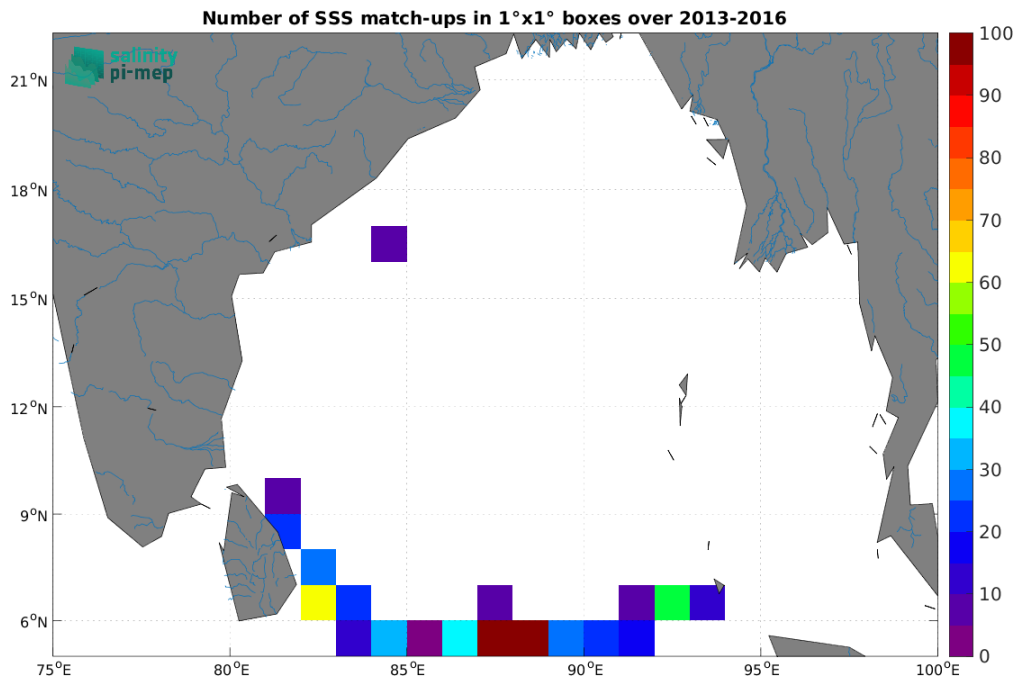 Number of SSS match-ups in 1°x1° boxes over 2013-2016
salinity
pi-mep
21°N
18°N
15°N
12°N
9°N
6°N
75°E
80°E
85°E
90°E
95°E
100°E
100
90
80
70
60
50
40
30
20
10
0